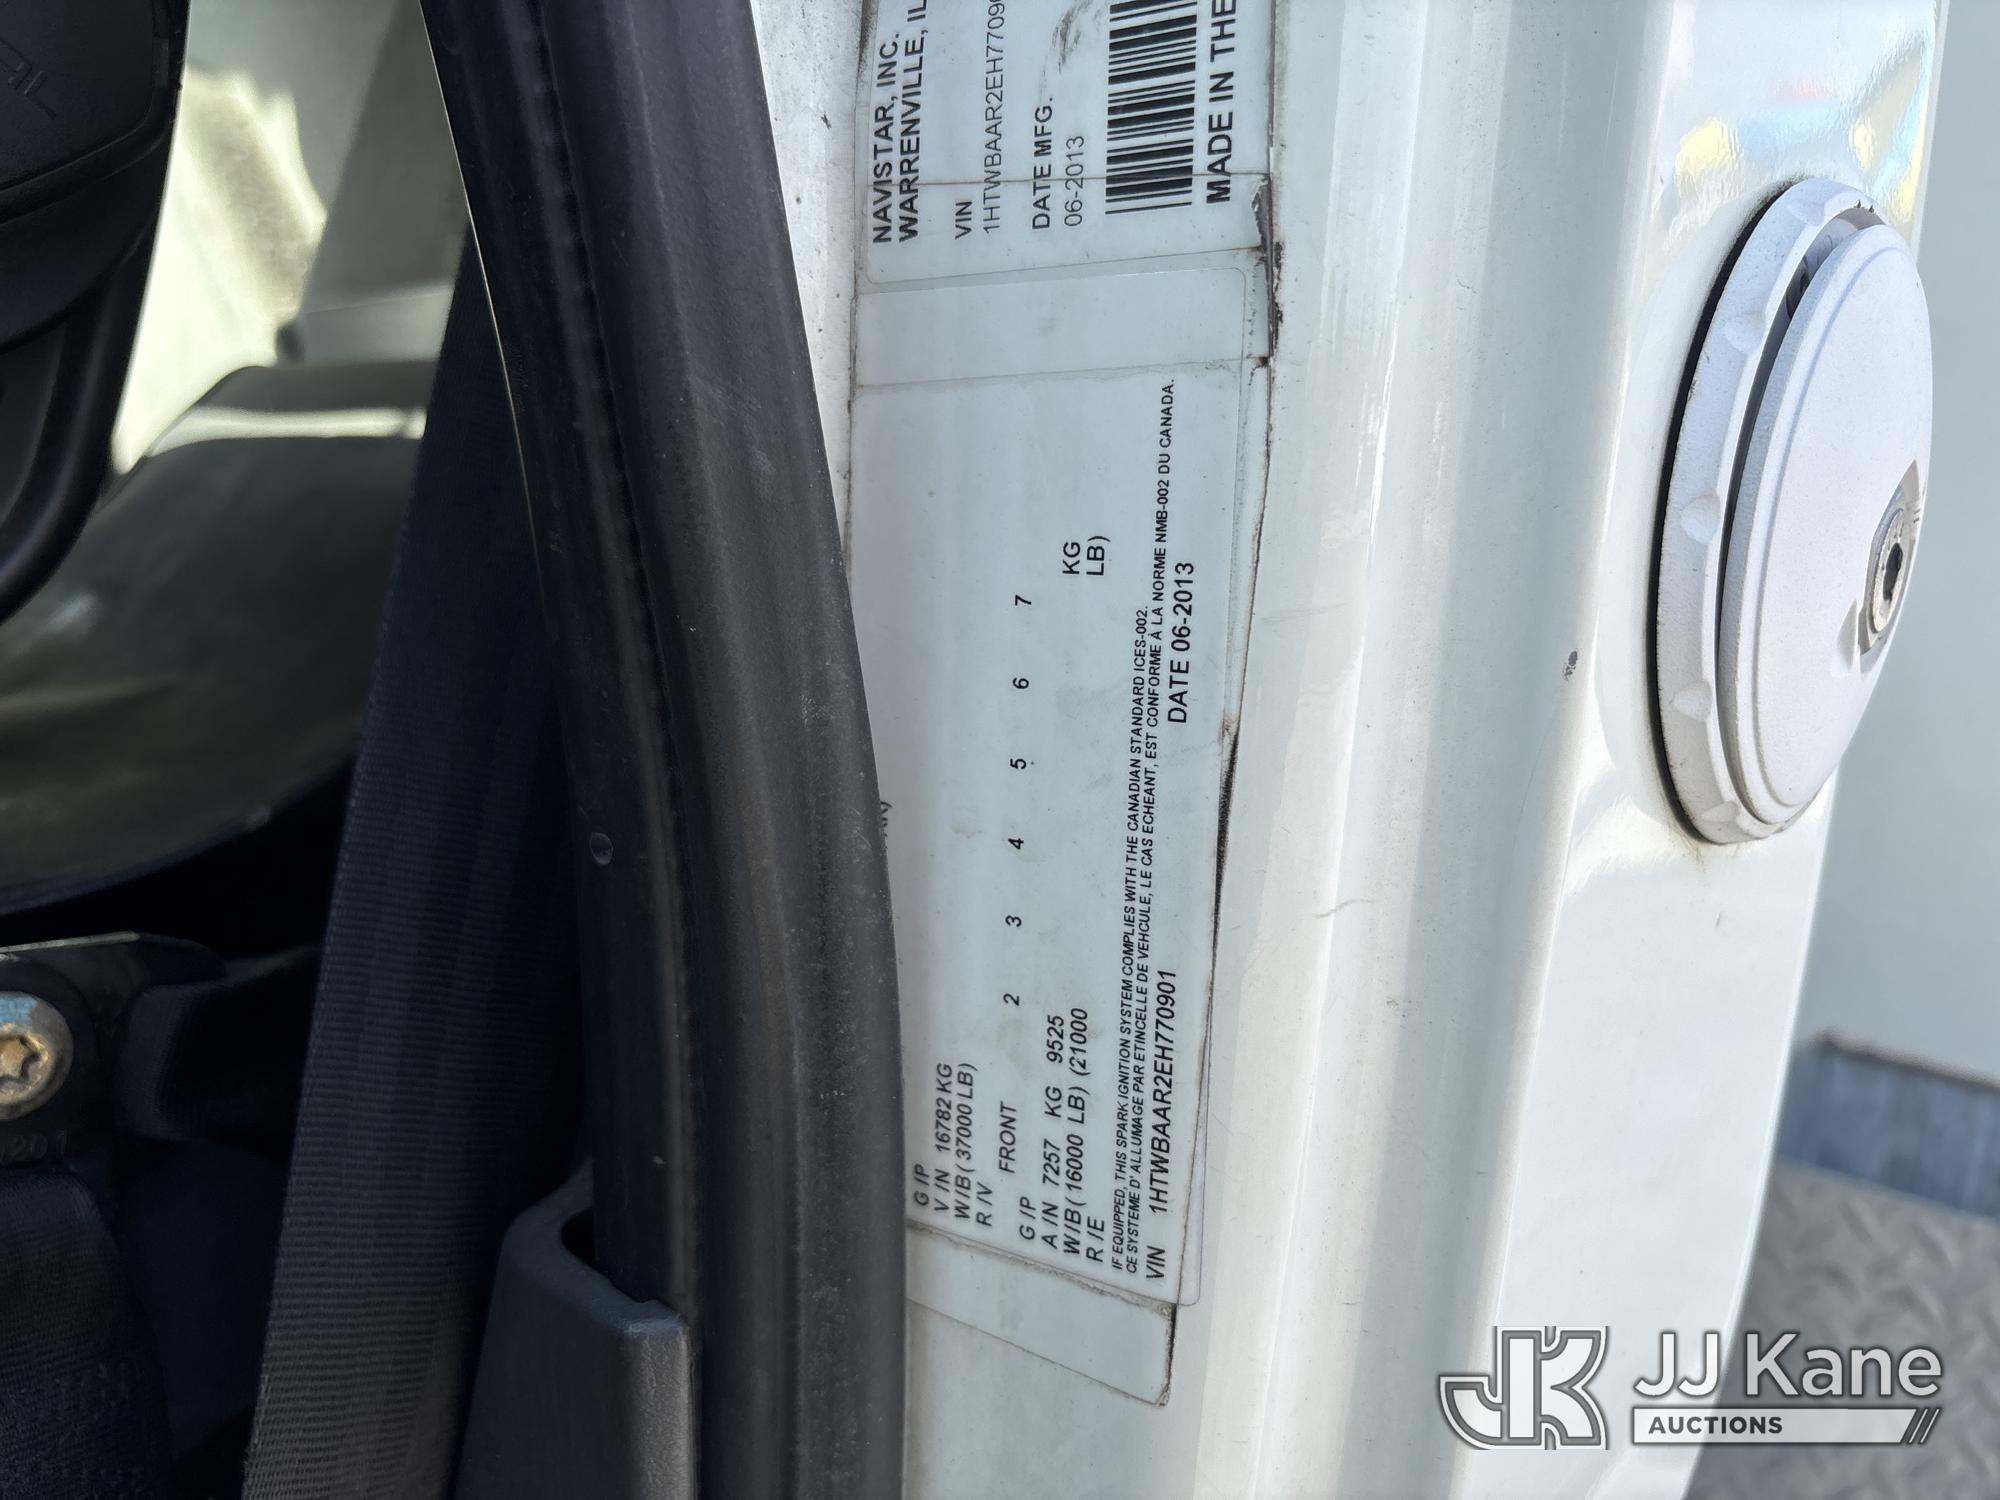 NAVISTAR, INC.
WARRENVILLE, IL
VIN
1HTWBAAR2EH7709
DATE MFG.
06-2013
MADE IN THE
G/P
V/N 16782 KG
W/B (37000 LB)
R/V
FRONT 2 3 4 5 6 7
G/P
A/N 7257 KG 9525 KG
W/B (16000 LB) (21000 LB)
R/E
IF EQUIPPED, THIS SPARK IGNITION SYSTEM COMPLIES WITH THE CANADIAN STANDARD ICES-002.
CE SYSTEME D' ALLUMAGE PAR ETINCELLE DE VEHCULE, LE CAS ECHEANT, EST CONFORME À LA NORME NMB-002 DU CANADA.
VIN 1HTWBAAR2EH770901 DATE 06-2013
JJ Kane
AUCTIONS